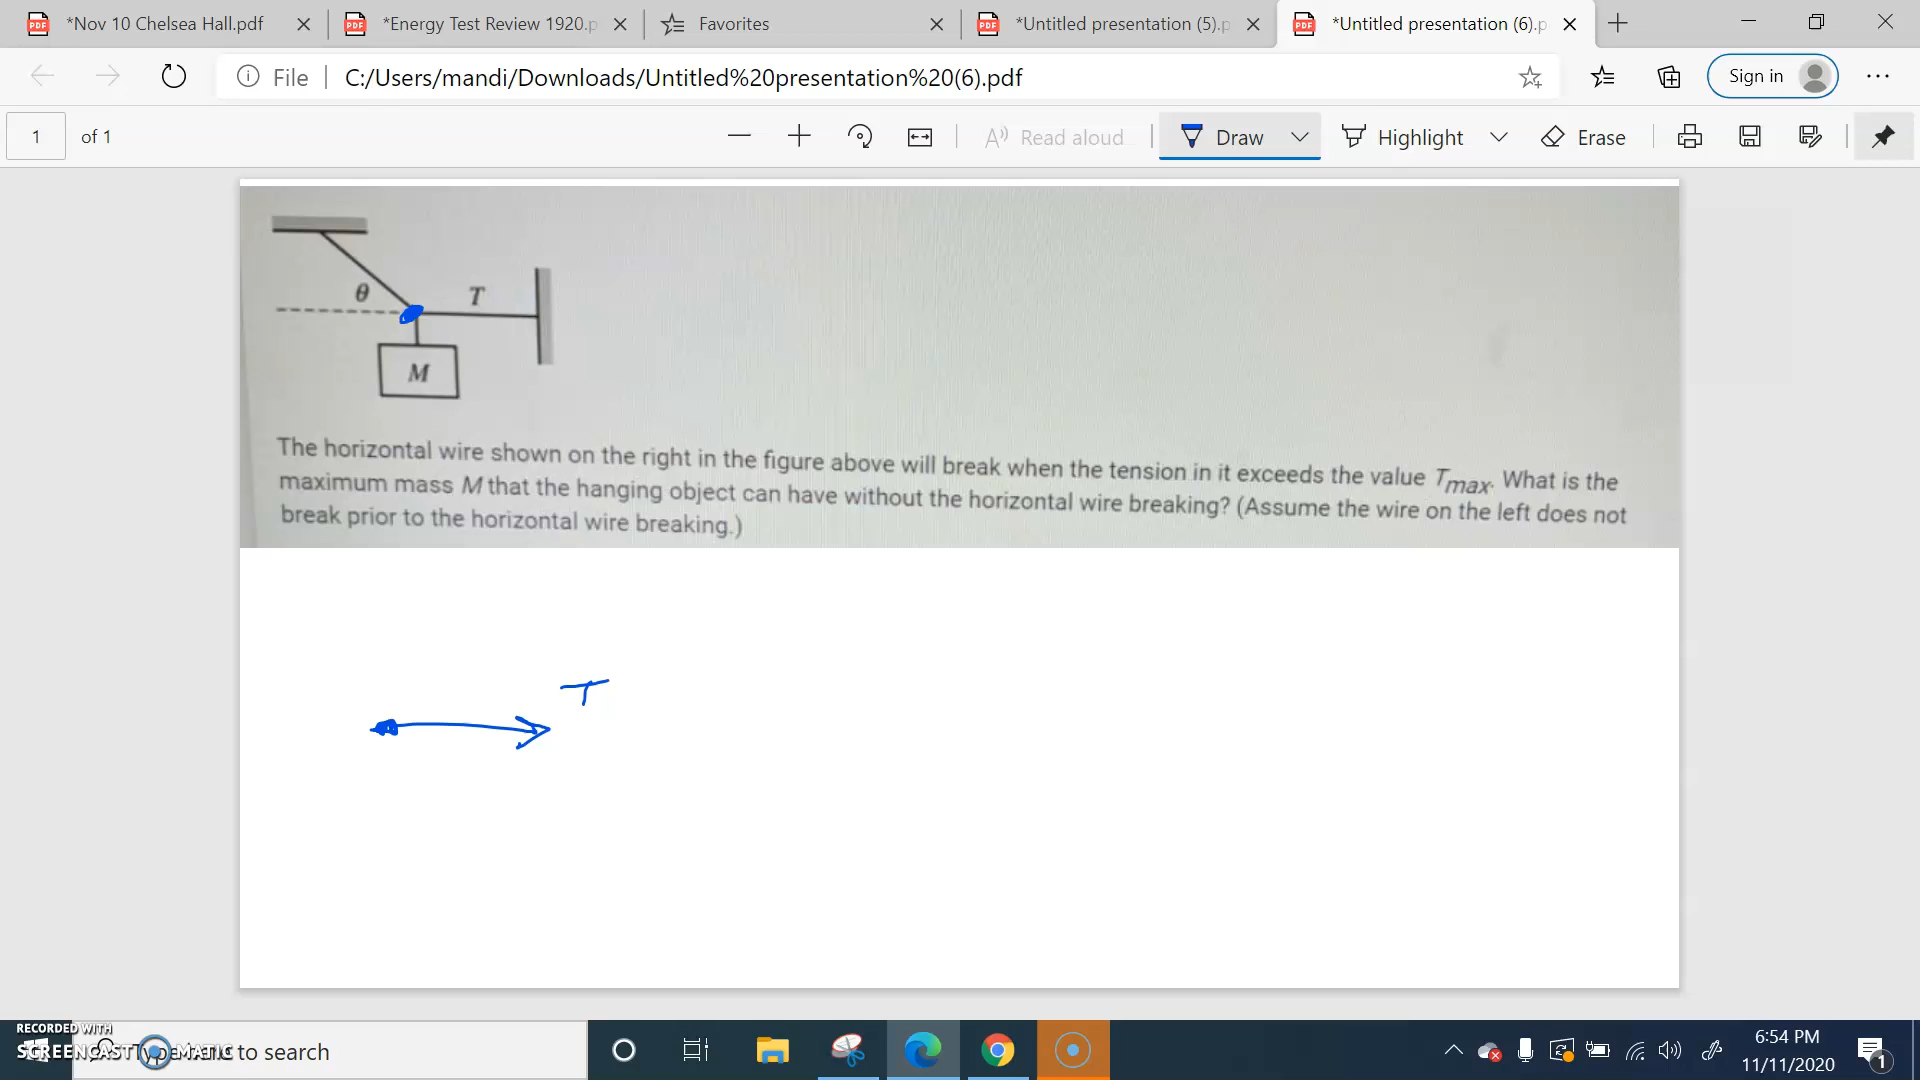 *Nov 10 Chelsea Hall.pdf
*Energy Test Review 1920.p
Favorites
*Untitled presentation (5).p
*Untitled presentation (6).p
File
C:/Users/mandi/Downloads/Untitled%20presentation%20(6).pdf
Sign in
1
of 1
Read aloud
Draw
Highlight
Erase
θ
T
M
The horizontal wire shown on the right in the figure above will break when the tension in it exceeds the value Tmax. What is the
maximum mass M that the hanging object can have without the horizontal wire breaking? (Assume the wire on the left does not
break prior to the horizontal wire breaking.)
T
RECORDED WITH
SCREENCAST MATIC
to search
6:54 PM
11/11/2020
1